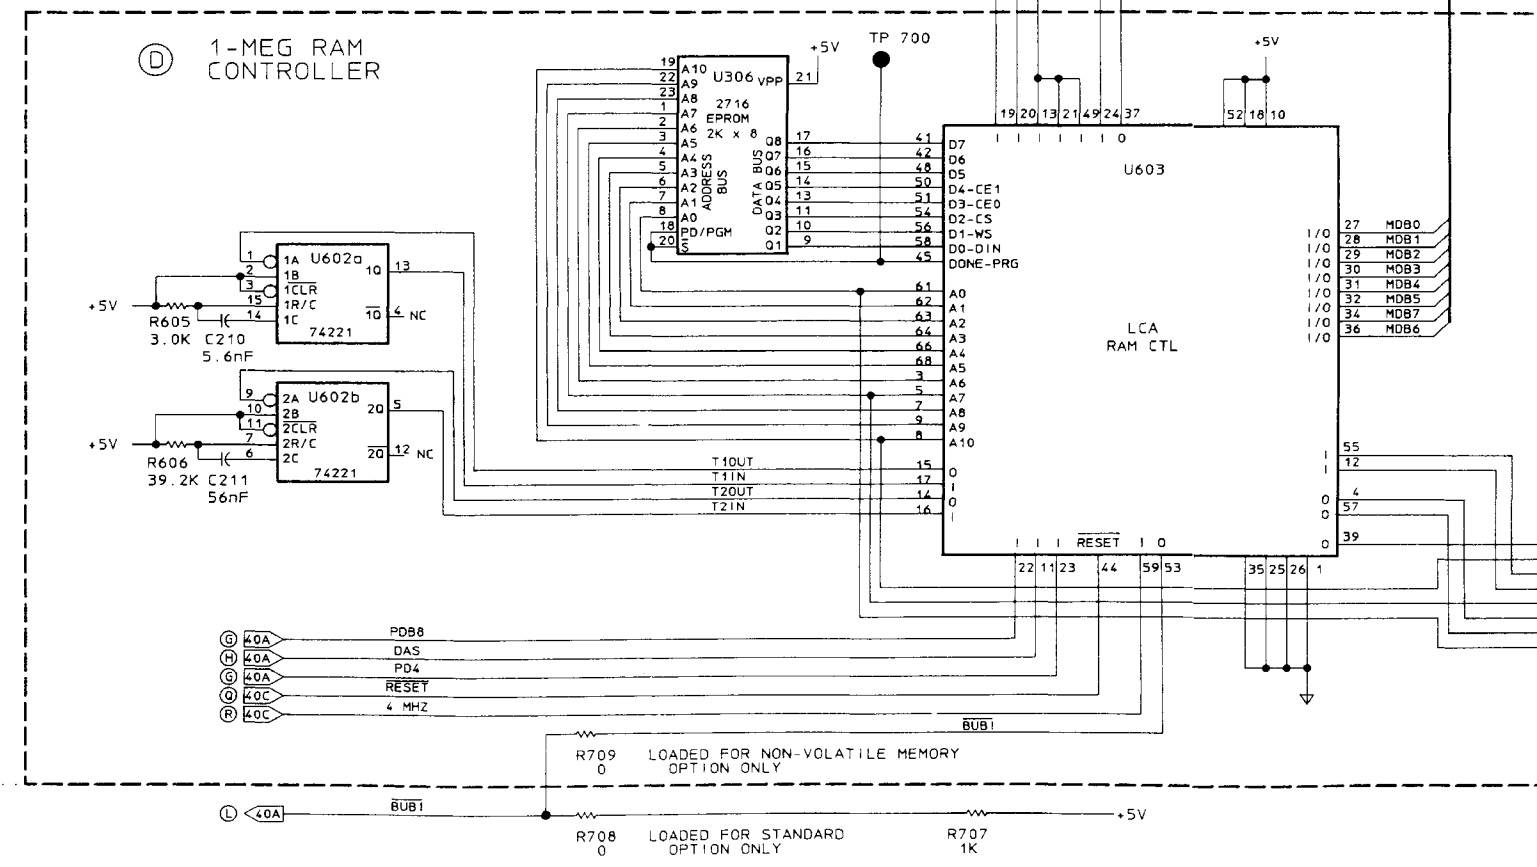 D 1-MEG RAM
CONTROLLER
TP 700
+5V
+5V
U306
2716
EPROM
2K x 8
VPP 21
ADDRESS
BUS
DATA BUS
19 A10
22 A9
23 A8
1 A7
2 A6
3 A5
4 A4
5 A3
6 A2
7 A1
8 A0
18 PD/PGM
20 S
Q8 17
Q7 16
Q6 15
Q5 14
Q4 13
Q3 11
Q2 10
Q1 9
19 20 13 21 49 24 37
I I I I I I O
52 18 10
U603
LCA
RAM CTL
41 D7
42 D6
48 D5
50 D4-CE1
51 D3-CE0
54 D2-CS
56 D1-WS
58 D0-DIN
45 DONE-PRG
61 A0
62 A1
63 A2
64 A3
66 A4
68 A5
3 A6
5 A7
7 A8
9 A9
8 A10
T1OUT 15 O
T1IN 17 I
T2OUT 14 O
T2IN 16 I
I/O 27 MDB0
I/O 28 MDB1
I/O 29 MDB2
I/O 30 MDB3
I/O 31 MDB4
I/O 32 MDB5
I/O 34 MDB7
I/O 36 MDB6
I 55
I 12
O 4
O 57
O 39
I I I RESET I O
22 11 23 44 59 53
35 25 26 1
U602a
1 1A
2 1B
3 1CLR
15 1R/C
14 1C
1Q 13
1Q 4 NC
74221
+5V
R605
3.0K
C210
5.6nF
U602b
9 2A
10 2B
11 2CLR
7 2R/C
6 2C
2Q 5
2Q 12 NC
74221
+5V
R606
39.2K
C211
56nF
G 40A PDB8
H 40A DAS
G 40A PD4
Q 40C RESET
R 40C 4 MHZ
BUB1
R709
0
LOADED FOR NON-VOLATILE MEMORY
OPTION ONLY
L 40A BUB1
+5V
R708
0
LOADED FOR STANDARD
OPTION ONLY
R707
1K